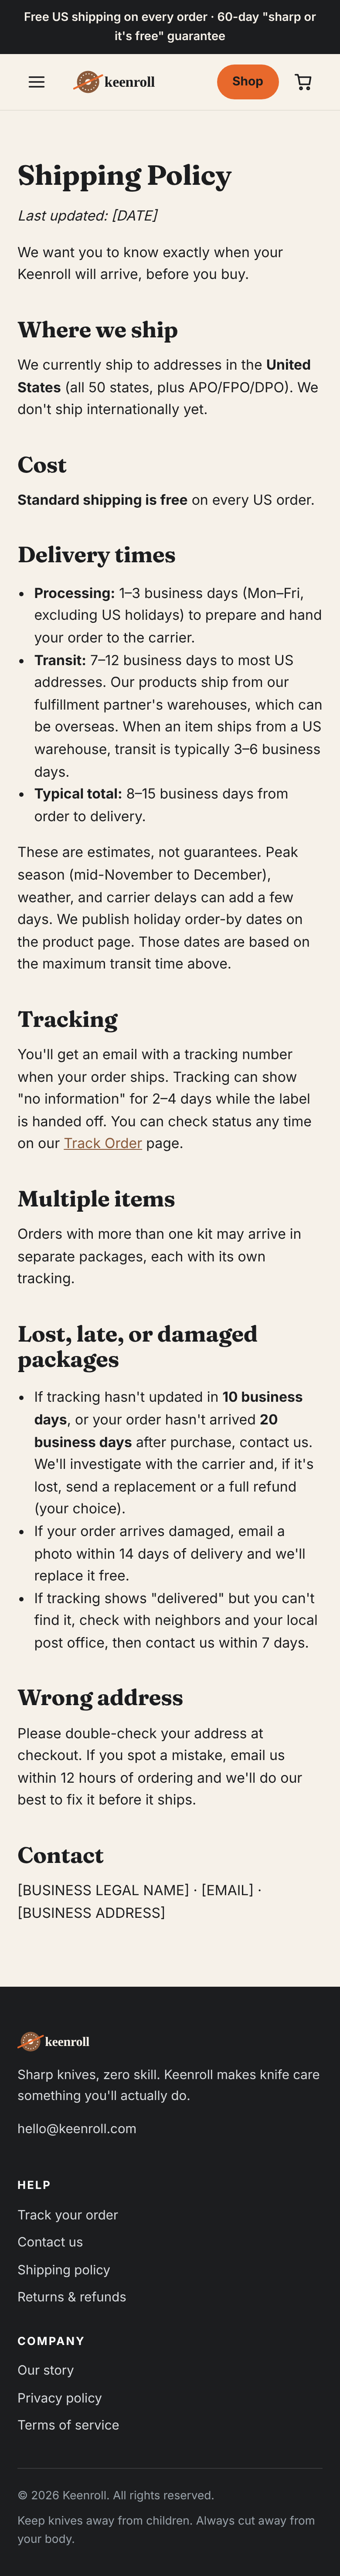 Free US shipping on every order · 60-day "sharp or
it's free" guarantee
keenroll
Shop
Shipping Policy
Last updated: [DATE]
We want you to know exactly when your
Keenroll will arrive, before you buy.
Where we ship
We currently ship to addresses in the United
States (all 50 states, plus APO/FPO/DPO). We
don't ship internationally yet.
Cost
Standard shipping is free on every US order.
Delivery times
• Processing: 1–3 business days (Mon–Fri,
excluding US holidays) to prepare and hand
your order to the carrier.
• Transit: 7–12 business days to most US
addresses. Our products ship from our
fulfillment partner's warehouses, which can
be overseas. When an item ships from a US
warehouse, transit is typically 3–6 business
days.
• Typical total: 8–15 business days from
order to delivery.
These are estimates, not guarantees. Peak
season (mid-November to December),
weather, and carrier delays can add a few
days. We publish holiday order-by dates on
the product page. Those dates are based on
the maximum transit time above.
Tracking
You'll get an email with a tracking number
when your order ships. Tracking can show
"no information" for 2–4 days while the label
is handed off. You can check status any time
on our Track Order page.
Multiple items
Orders with more than one kit may arrive in
separate packages, each with its own
tracking.
Lost, late, or damaged
packages
• If tracking hasn't updated in 10 business
days, or your order hasn't arrived 20
business days after purchase, contact us.
We'll investigate with the carrier and, if it's
lost, send a replacement or a full refund
(your choice).
• If your order arrives damaged, email a
photo within 14 days of delivery and we'll
replace it free.
• If tracking shows "delivered" but you can't
find it, check with neighbors and your local
post office, then contact us within 7 days.
Wrong address
Please double-check your address at
checkout. If you spot a mistake, email us
within 12 hours of ordering and we'll do our
best to fix it before it ships.
Contact
[BUSINESS LEGAL NAME] · [EMAIL] ·
[BUSINESS ADDRESS]
keenroll
Sharp knives, zero skill. Keenroll makes knife care
something you'll actually do.
hello@keenroll.com
HELP
Track your order
Contact us
Shipping policy
Returns & refunds
COMPANY
Our story
Privacy policy
Terms of service
© 2026 Keenroll. All rights reserved.
Keep knives away from children. Always cut away from
your body.